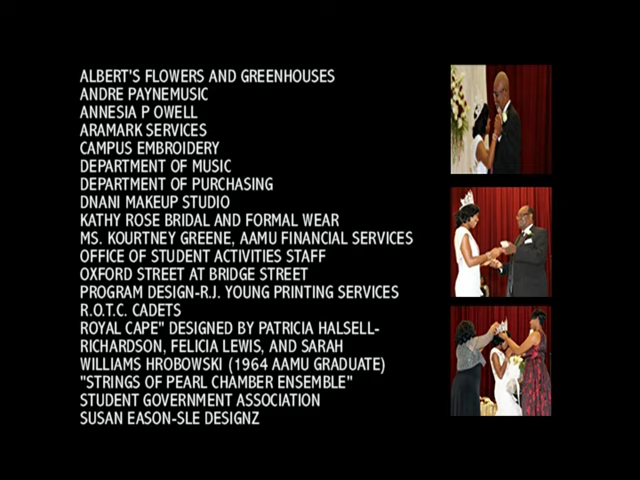 ALBERT'S FLOWERS AND GREENHOUSES
ANDRE PAYNEMUSIC
ANNESIA P OWELL
ARAMARK SERVICES
CAMPUS EMBROIDERY
DEPARTMENT OF MUSIC
DEPARTMENT OF PURCHASING
DNANI MAKEUP STUDIO
KATHY ROSE BRIDAL AND FORMAL WEAR
MS. KOURTNEY GREENE, AAMU FINANCIAL SERVICES
OFFICE OF STUDENT ACTIVITIES STAFF
OXFORD STREET AT BRIDGE STREET
PROGRAM DESIGN-R.J. YOUNG PRINTING SERVICES
R.O.T.C. CADETS
ROYAL CAPE" DESIGNED BY PATRICIA HALSELL-
RICHARDSON, FELICIA LEWIS, AND SARAH
WILLIAMS HROBOWSKI (1964 AAMU GRADUATE)
"STRINGS OF PEARL CHAMBER ENSEMBLE"
STUDENT GOVERNMENT ASSOCIATION
SUSAN EASON-SLE DESIGNZ